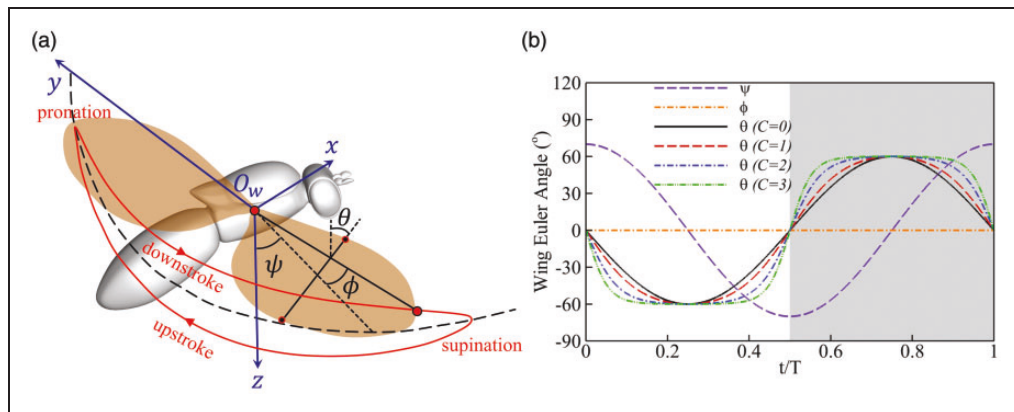 (a)
y
pronation
x
O_w
θ
ψ
ϕ
downstroke
upstroke
supination
z
(b)
120
90
60
30
0
-30
-60
-90
Wing Euler Angle (°)
ψ
ϕ
θ (C=0)
θ (C=1)
θ (C=2)
θ (C=3)
0 0.2 0.4 0.6 0.8 1
t/T